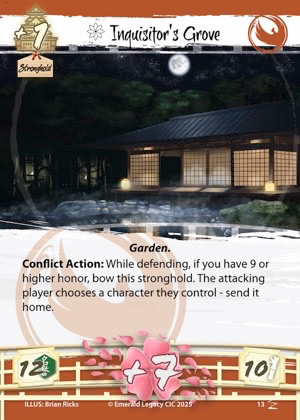 +1
Inquisitor's Grove
Stronghold
Garden.
Conflict Action: While defending, if you have 9 or
higher honor, bow this stronghold. The attacking
player chooses a character they control - send it
home.
12
+7
10
ILLUS: Brian Ricks
© Emerald Legacy CIC 2025
13